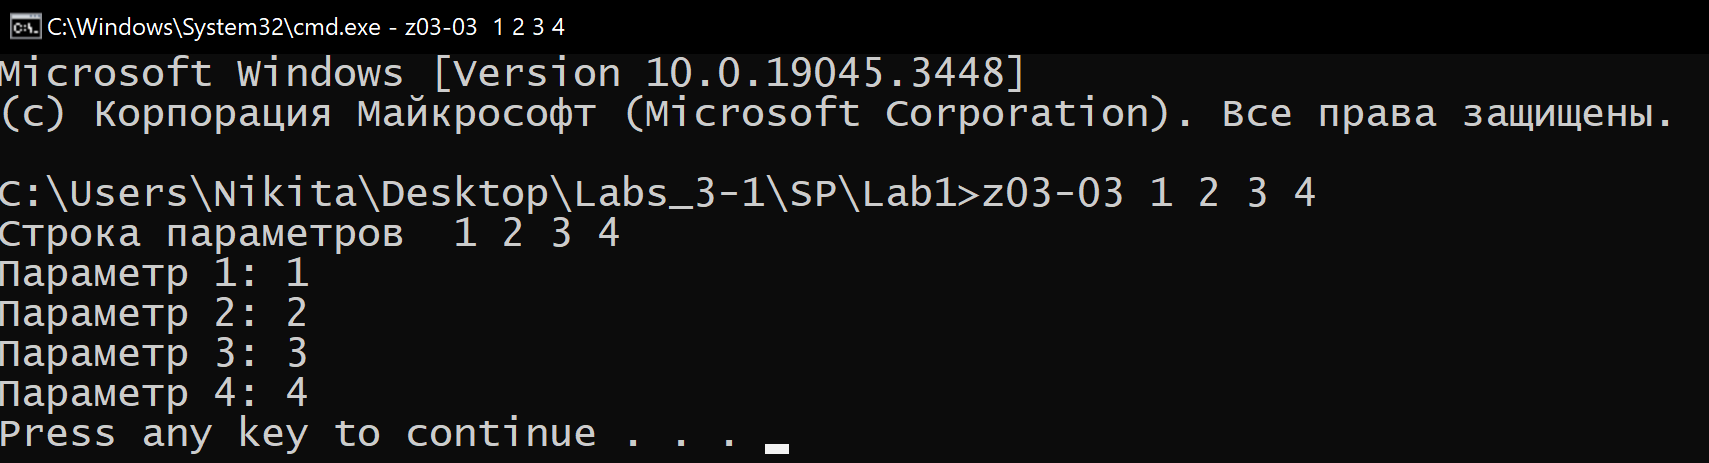 C:\Windows\System32\cmd.exe - z03-03  1 2 3 4
Microsoft Windows [Version 10.0.19045.3448]
(c) Корпорация Майкрософт (Microsoft Corporation). Все права защищены.
C:\Users\Nikita\Desktop\Labs_3-1\SP\Lab1>z03-03 1 2 3 4
Строка параметров  1 2 3 4
Параметр 1: 1
Параметр 2: 2
Параметр 3: 3
Параметр 4: 4
Press any key to continue . . .